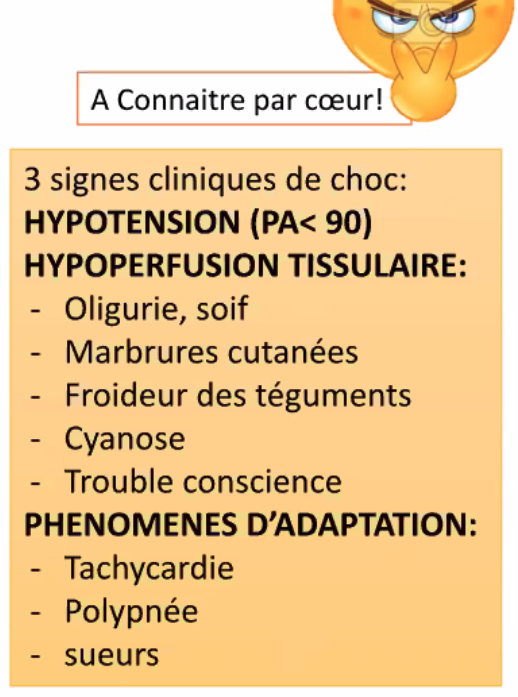 A Connaitre par cœur!
3 signes cliniques de choc:
HYPOTENSION (PA< 90)
HYPOPERFUSION TISSULAIRE:
- Oligurie, soif
- Marbrures cutanées
- Froideur des téguments
- Cyanose
- Trouble conscience
PHENOMENES D’ADAPTATION:
- Tachycardie
- Polypnée
- sueurs